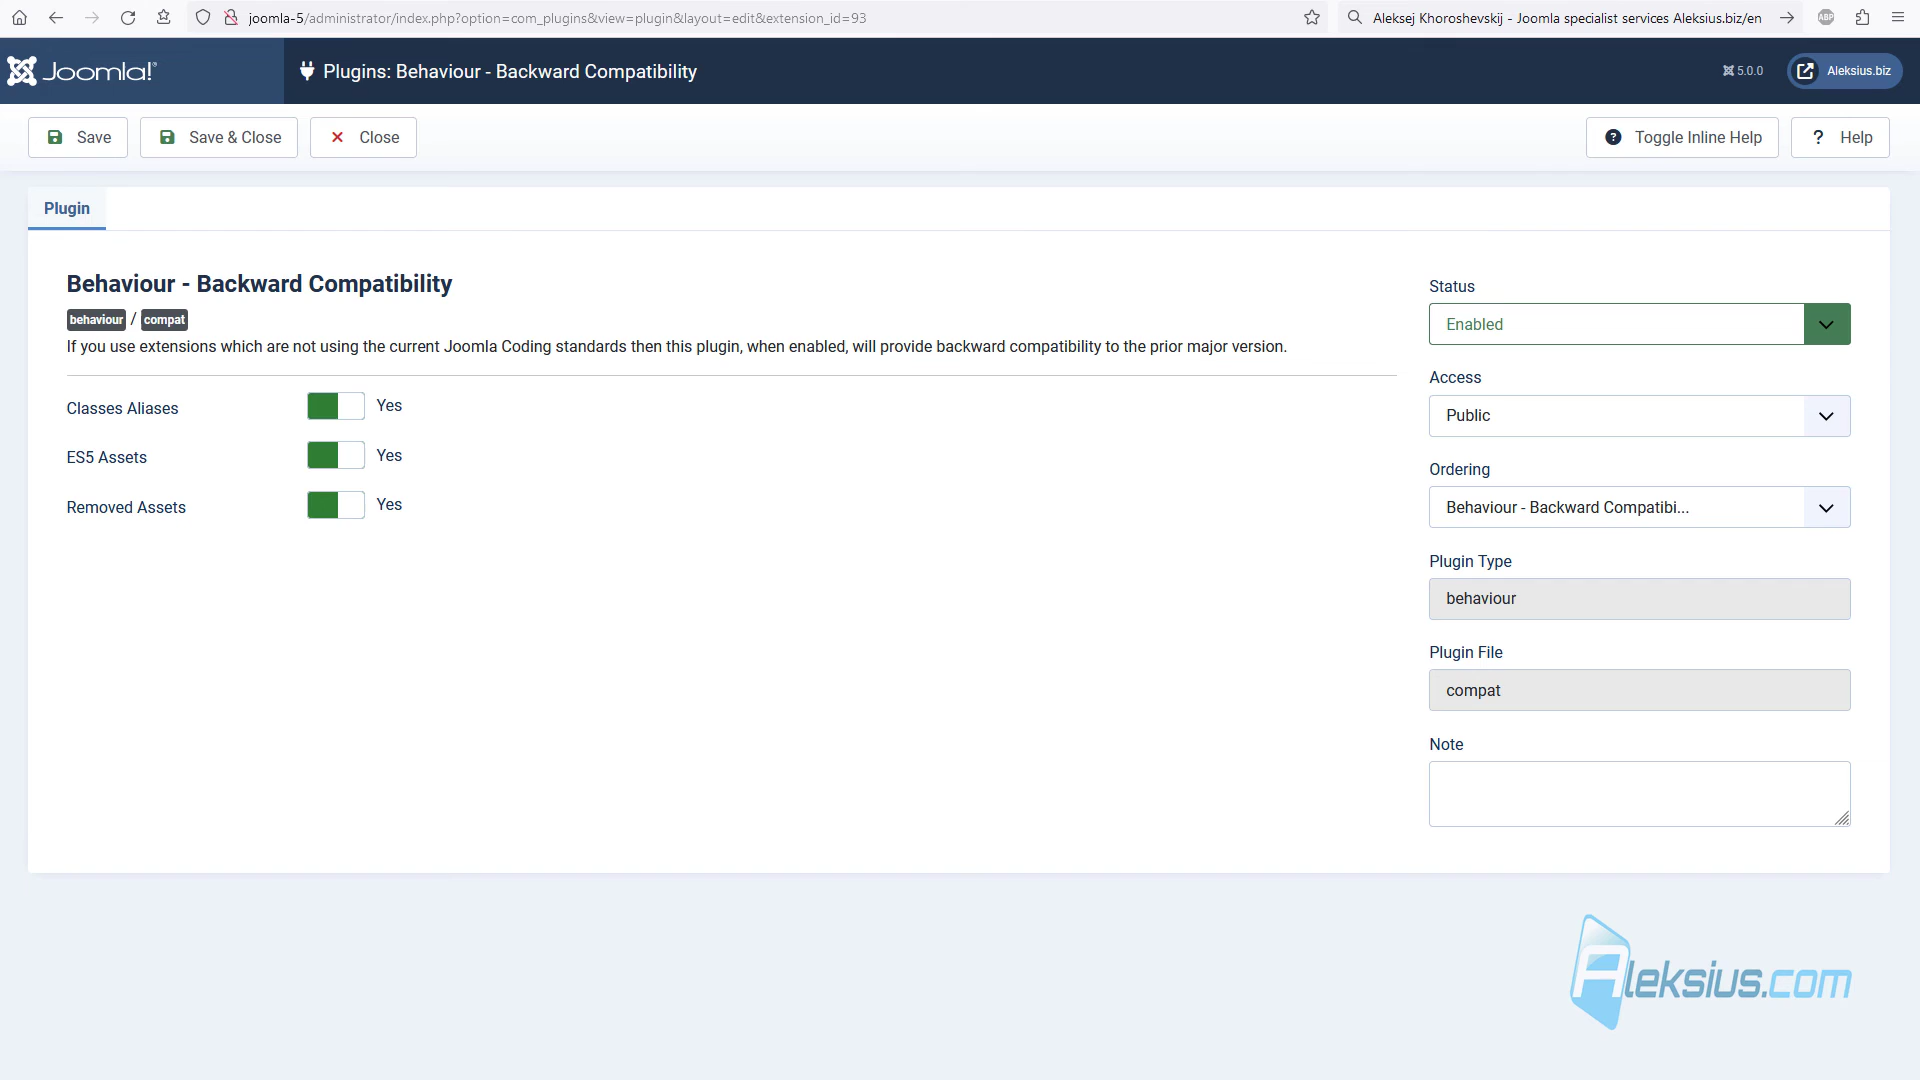 joomla-5/administrator/index.php?option=com_plugins&view=plugin&layout=edit&extension_id=93
Aleksej Khoroshevskij - Joomla specialist services Aleksius.biz/en
ABP
Joomla!®
Plugins: Behaviour - Backward Compatibility
5.0.0
Aleksius.biz
Save
Save & Close
Close
Toggle Inline Help
? Help
Plugin
Behaviour - Backward Compatibility
behaviour / compat
If you use extensions which are not using the current Joomla Coding standards then this plugin, when enabled, will provide backward compatibility to the prior major version.
Classes Aliases
Yes
ES5 Assets
Yes
Removed Assets
Yes
Status
Enabled
Access
Public
Ordering
Behaviour - Backward Compatibi...
Plugin Type
behaviour
Plugin File
compat
Note
Aleksius.com